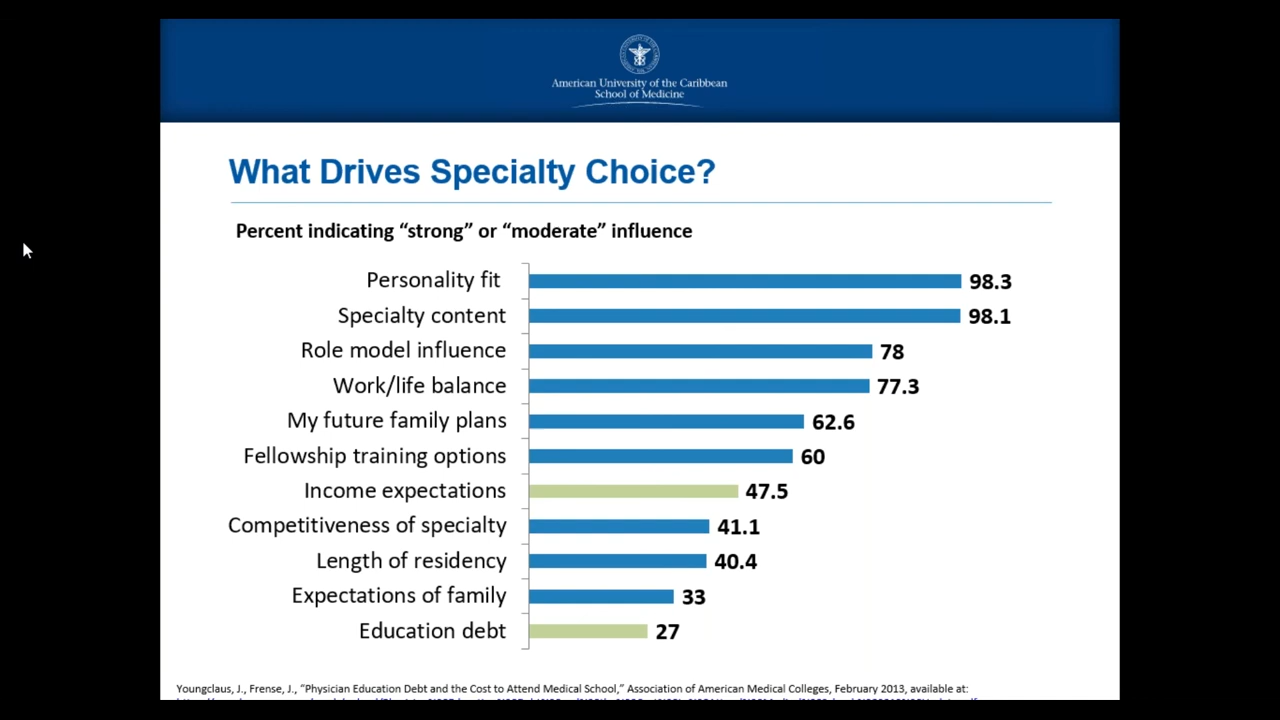 American University of the Caribbean
School of Medicine
What Drives Specialty Choice?
Percent indicating “strong” or “moderate” influence
Personality fit 98.3
Specialty content 98.1
Role model influence 78
Work/life balance 77.3
My future family plans 62.6
Fellowship training options 60
Income expectations 47.5
Competitiveness of specialty 41.1
Length of residency 40.4
Expectations of family 33
Education debt 27
Youngclaus, J., Frense, J., “Physician Education Debt and the Cost to Attend Medical School,” Association of American Medical Colleges, February 2013, available at: